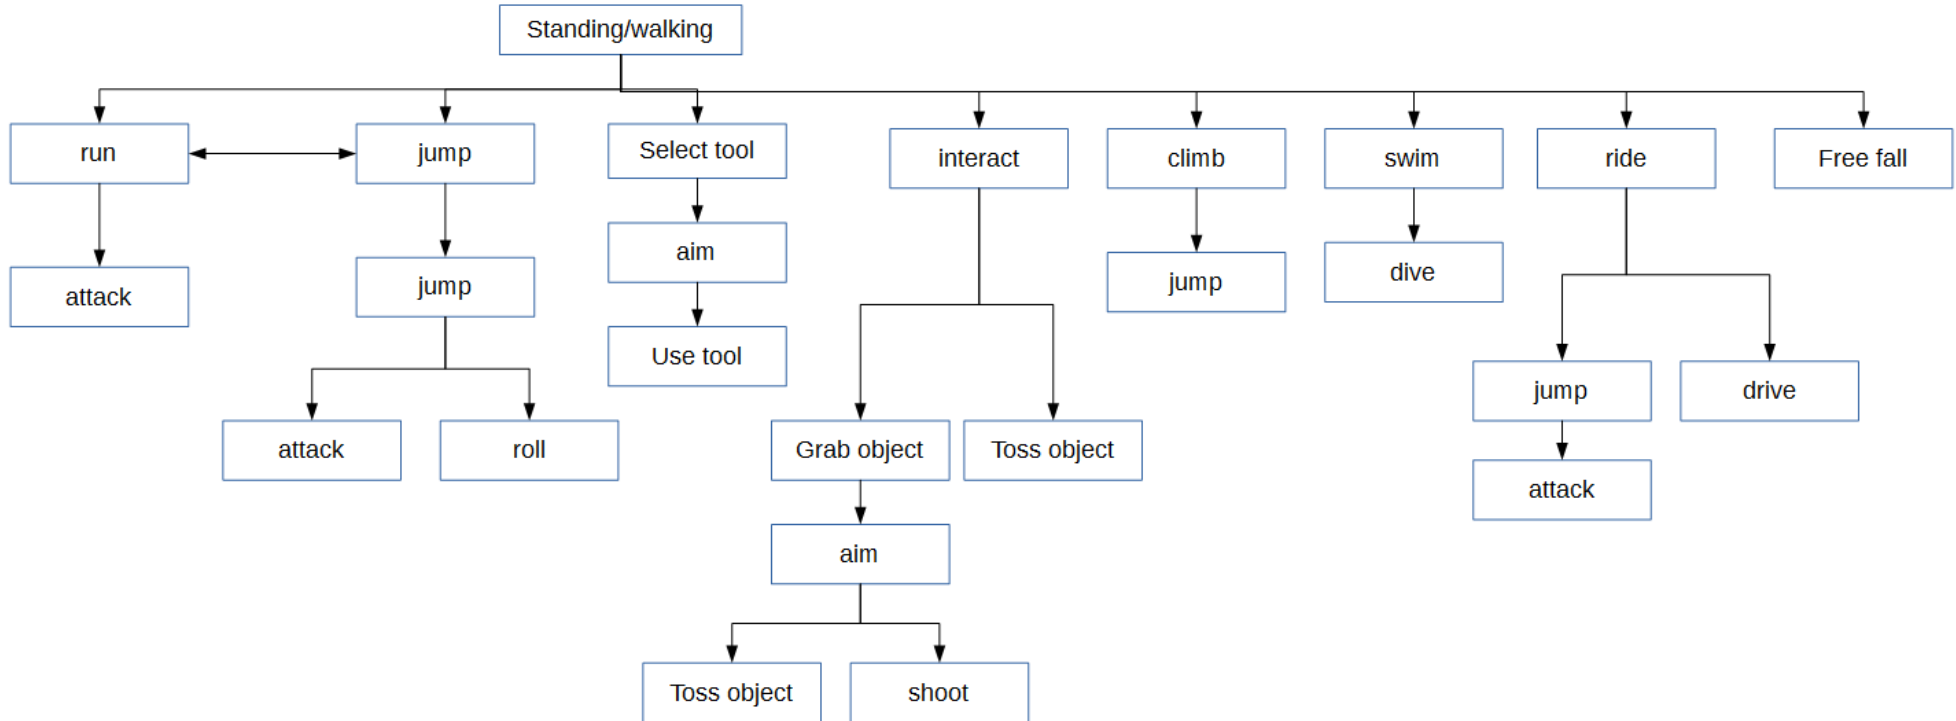 Standing/walking
run
jump
Select tool
interact
climb
swim
ride
Free fall
aim
jump
attack
jump
dive
Use tool
jump
drive
attack
roll
Grab object
Toss object
attack
aim
Toss object
shoot